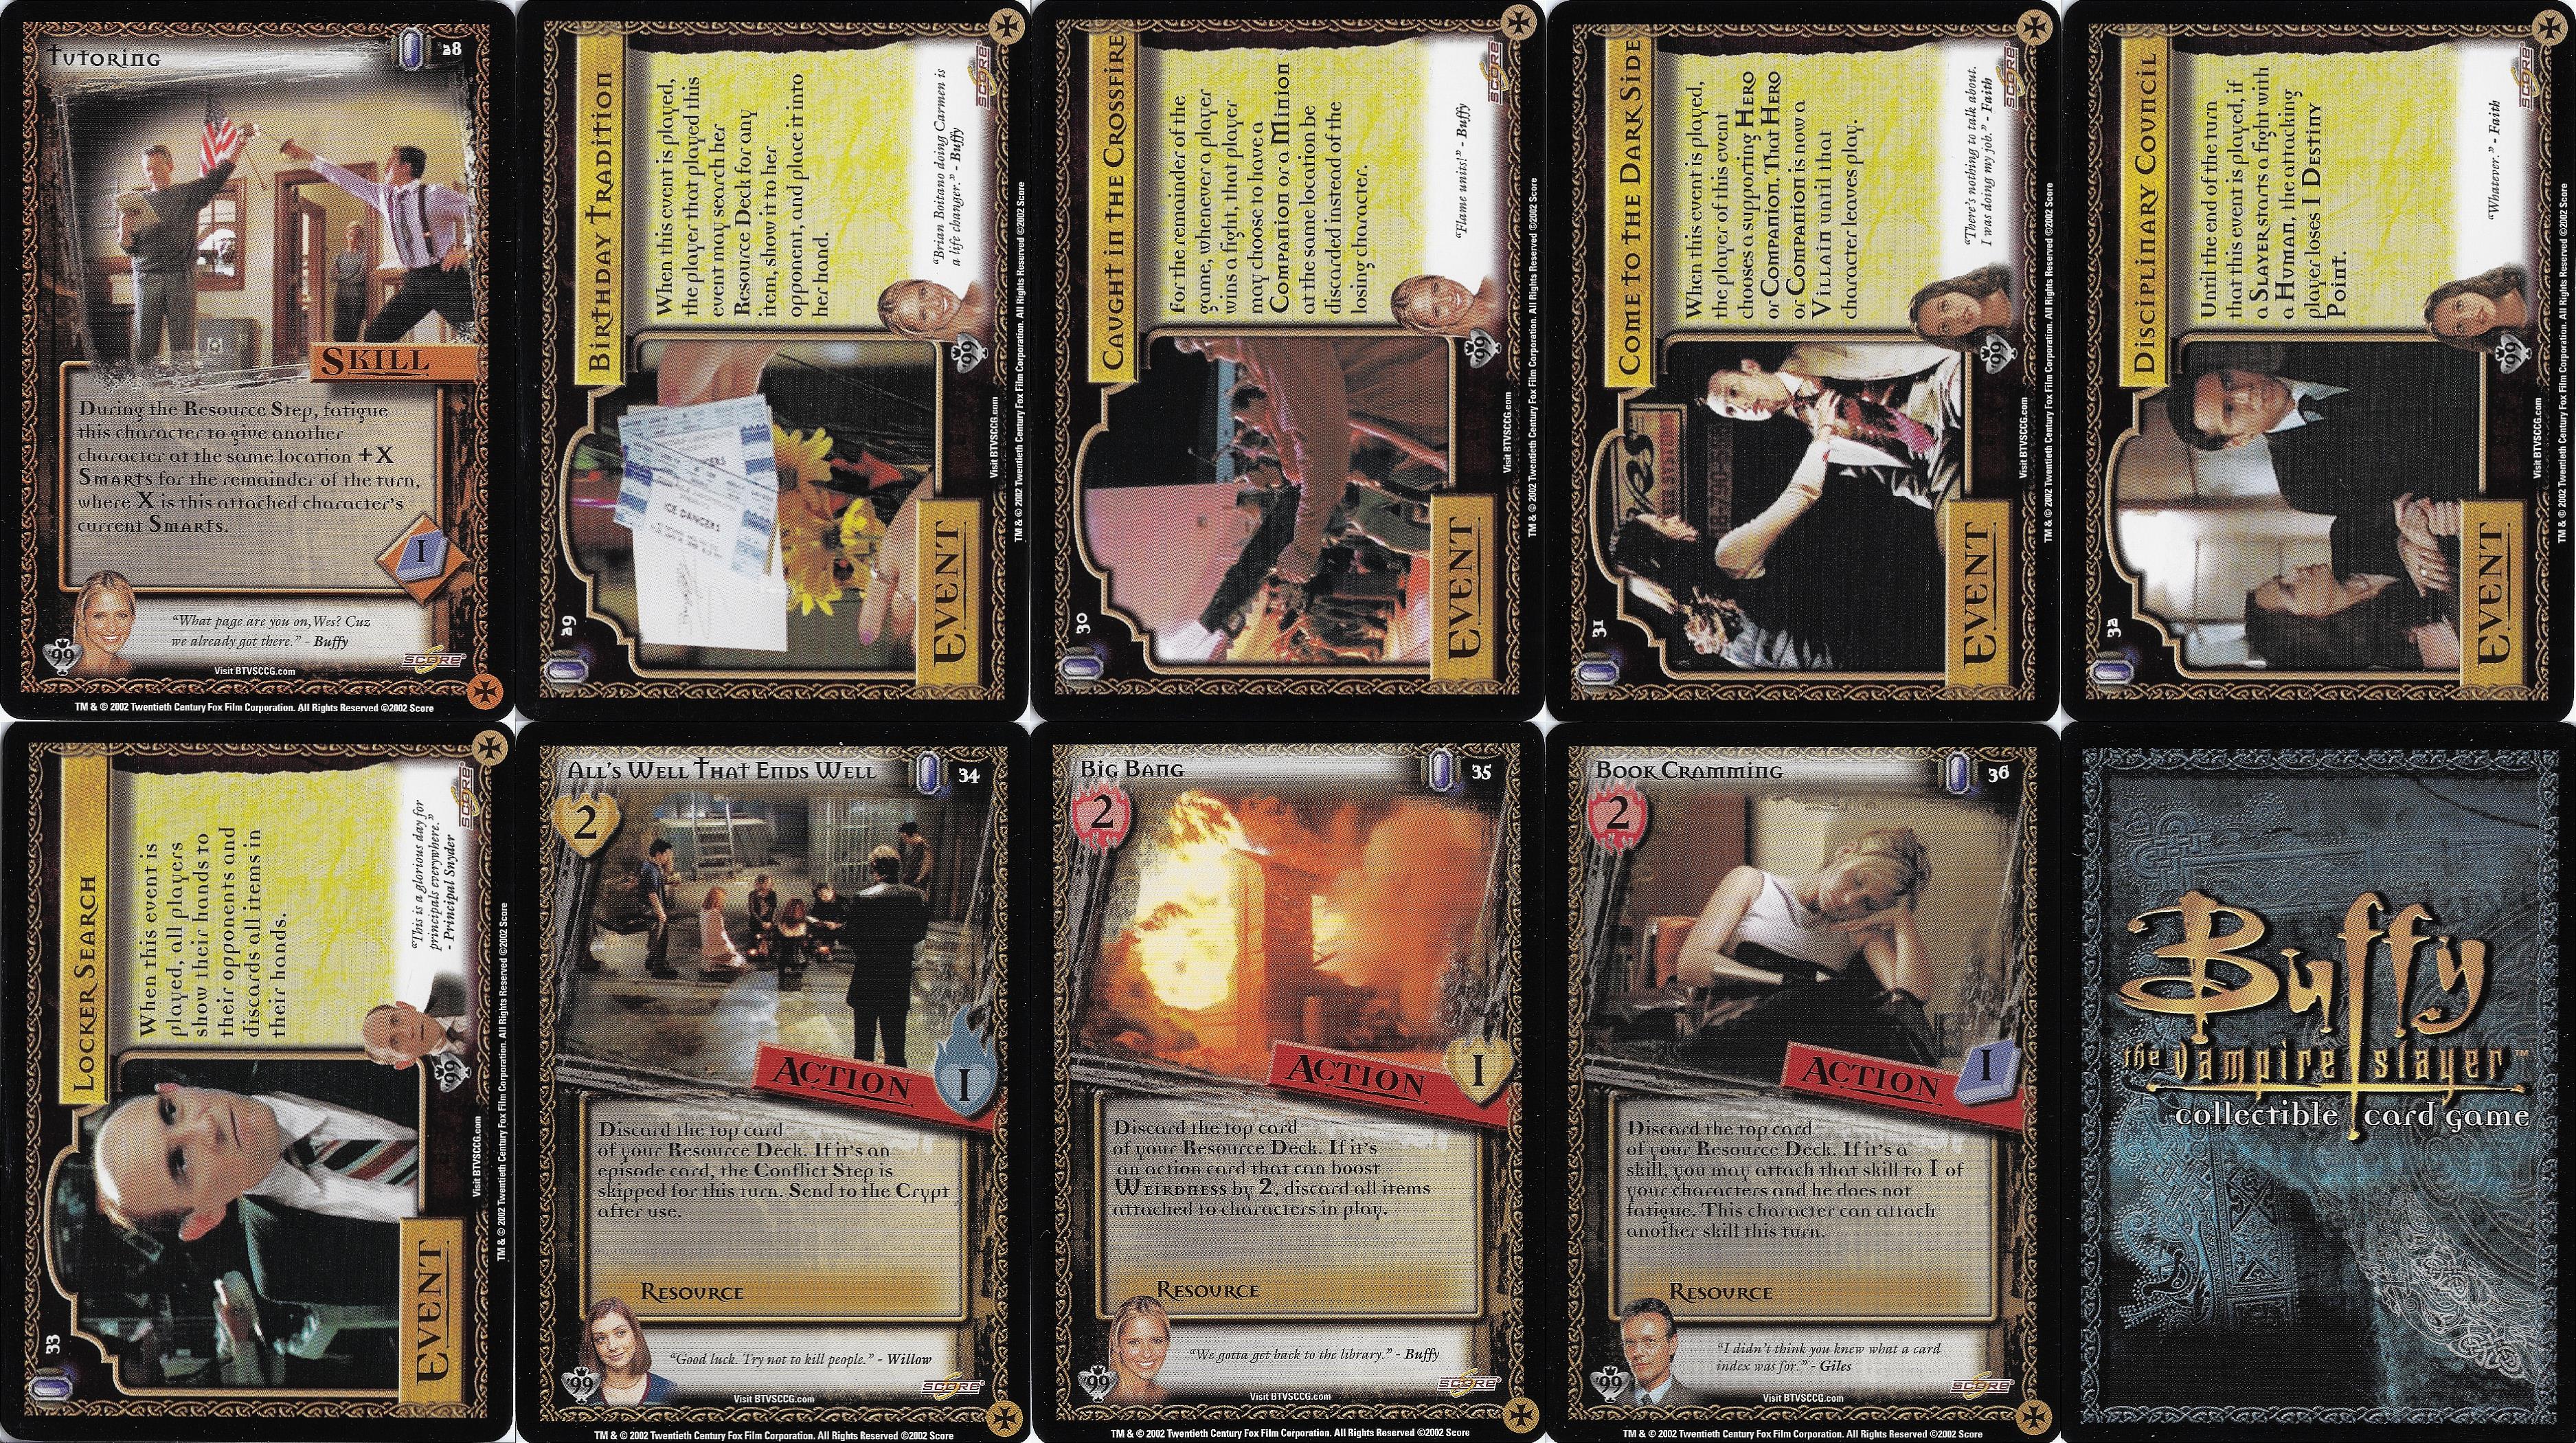 Tutoring
28
Skill
During the Resource Step, fatigue
this character to give another
character at the same location +X
Smarts for the remainder of the turn,
where X is this attached character's
current Smarts.
1
"What page are you on, Wes? Cuz
we already got there." - Buffy
'99
Score
Visit BTVSCCG.com
TM & © 2002 Twentieth Century Fox Film Corporation. All Rights Reserved ©2002 Score
29
Birthday Tradition
When this event is played,
the player that played this
event may search her
Resource Deck for any
item, show it to her
opponent, and place it into
her hand.
ICE DANCERS
Event
"Brian Boitano doing Carmen is
a life changer." - Buffy
'99
Score
Visit BTVSCCG.com
TM & © 2002 Twentieth Century Fox Film Corporation. All Rights Reserved ©2002 Score
30
Caught in the Crossfire
For the remainder of the
game, whenever a player
wins a fight, that player
may choose to have a
Companion or a Minion
at the same location be
discarded instead of the
losing character.
Event
"Flame units!" - Buffy
'99
Score
Visit BTVSCCG.com
TM & © 2002 Twentieth Century Fox Film Corporation. All Rights Reserved ©2002 Score
31
Come to the Dark Side
When this event is played,
the player of this event
chooses a supporting Hero
or Companion. That Hero
or Companion is now a
Villain until that
character leaves play.
Event
"There's nothing to talk about.
I was doing my job." - Faith
'99
Score
Visit BTVSCCG.com
TM & © 2002 Twentieth Century Fox Film Corporation. All Rights Reserved ©2002 Score
32
Disciplinary Council
Until the end of the turn
that this event is played, if
a Slayer starts a fight with
a Human, the attacking
player loses 1 Destiny
Point.
Event
"Whatever." - Faith
'99
Score
Visit BTVSCCG.com
TM & © 2002 Twentieth Century Fox Film Corporation. All Rights Reserved ©2002 Score
33
Locker Search
When this event is
played, all players
show their hands to
their opponents and
discards all items in
their hands.
Event
"This is a glorious day for
principals everywhere."
- Principal Snyder
'99
Score
Visit BTVSCCG.com
TM & © 2002 Twentieth Century Fox Film Corporation. All Rights Reserved ©2002 Score
All's Well That Ends Well
34
2
Action
1
Discard the top card
of your Resource Deck. If it's an
episode card, the Conflict Step is
skipped for this turn. Send to the Crypt
after use.
Resource
"Good luck. Try not to kill people." - Willow
'99
Score
Visit BTVSCCG.com
TM & © 2002 Twentieth Century Fox Film Corporation. All Rights Reserved ©2002 Score
Big Bang
35
2
Action
1
Discard the top card
of your Resource Deck. If it's
an action card that can boost
Weirdness by 2, discard all items
attached to characters in play.
Resource
"We gotta get back to the library." - Buffy
'99
Score
Visit BTVSCCG.com
TM & © 2002 Twentieth Century Fox Film Corporation. All Rights Reserved ©2002 Score
Book Cramming
36
2
Action
1
Discard the top card
of your Resource Deck. If it's a
skill, you may attach that skill to 1 of
your characters and he does not
fatigue. This character can attach
another skill this turn.
Resource
"I didn't think you knew what a card
index was for." - Giles
'99
Score
Visit BTVSCCG.com
TM & © 2002 Twentieth Century Fox Film Corporation. All Rights Reserved ©2002 Score
Buffy
the vampire slayer™
collectible card game